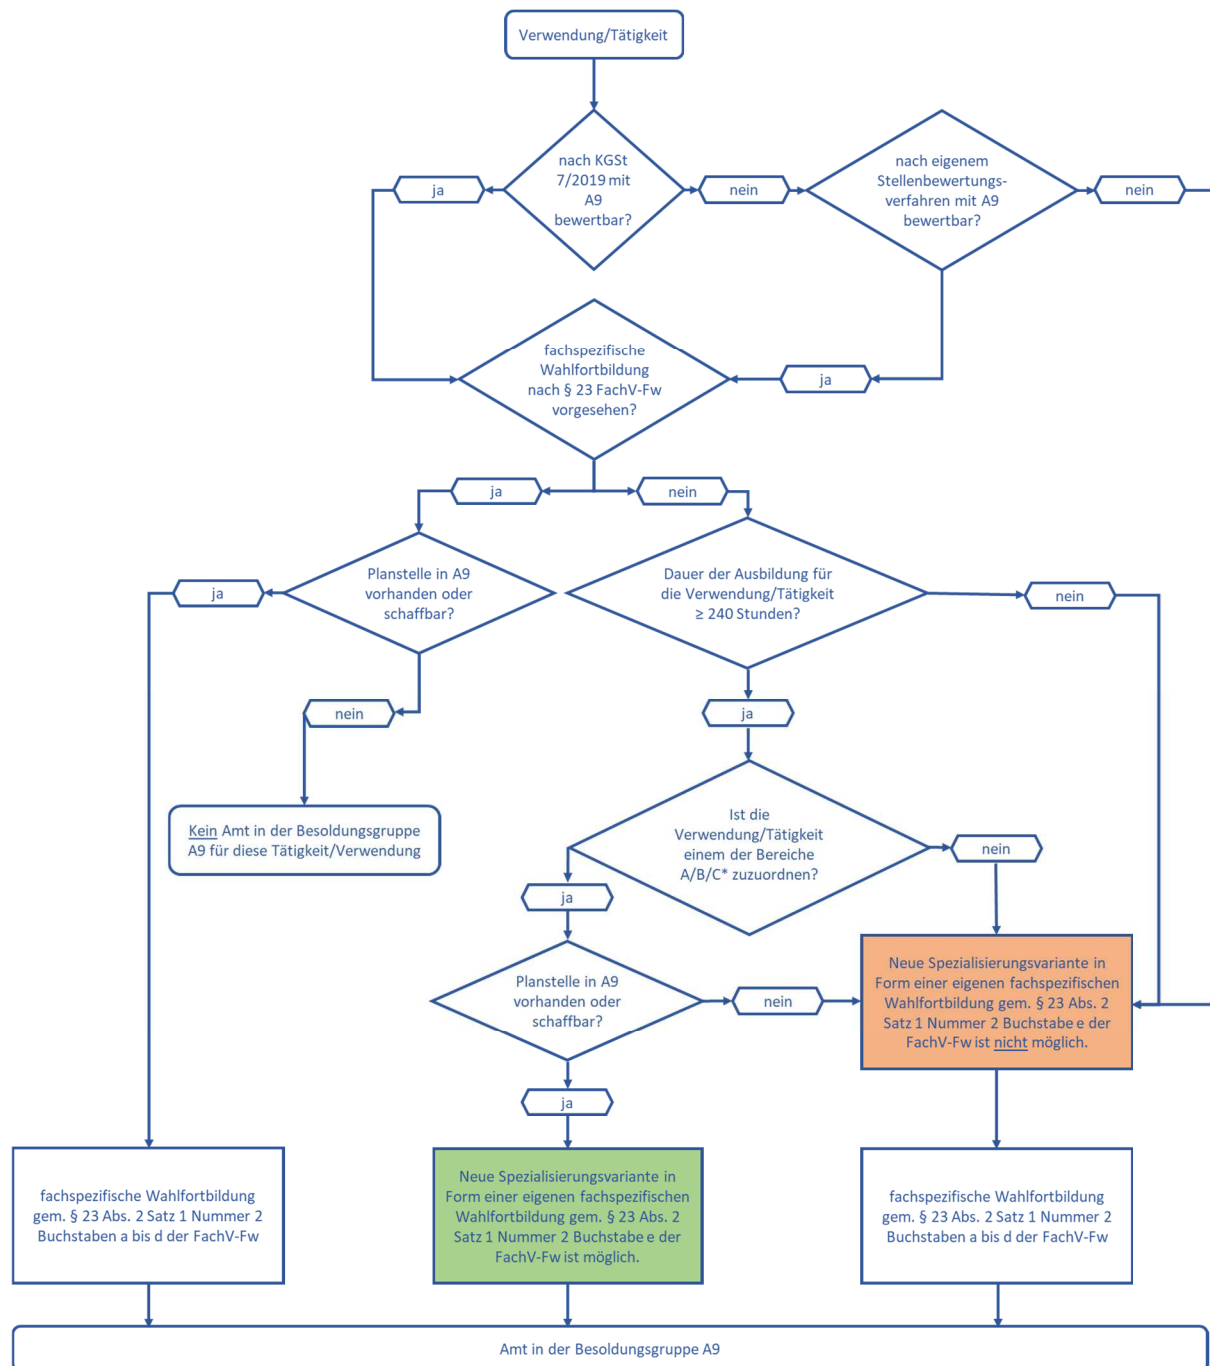 Verwendung/Tätigkeit
nach KGSt
7/2019 mit
A9
bewertbar?
ja
nein
nach eigenem
Stellenbewertungs-
verfahren mit A9
bewertbar?
nein
fachspezifische
Wahlfortbildung
nach § 23 FachV-Fw
vorgesehen?
ja
ja
nein
Planstelle in A9
vorhanden oder
schaffbar?
ja
Dauer der Ausbildung für
die Verwendung/Tätigkeit
≥ 240 Stunden?
nein
nein
ja
Kein Amt in der Besoldungsgruppe
A9 für diese Tätigkeit/Verwendung
Ist die
Verwendung/Tätigkeit
einem der Bereiche
A/B/C* zuzuordnen?
nein
ja
Planstelle in A9
vorhanden oder
schaffbar?
nein
Neue Spezialisierungsvariante in
Form einer eigenen fachspezifischen
Wahlfortbildung gem. § 23 Abs. 2
Satz 1 Nummer 2 Buchstabe e der
FachV-Fw ist nicht möglich.
ja
fachspezifische Wahlfortbildung
gem. § 23 Abs. 2 Satz 1 Nummer 2
Buchstaben a bis d der FachV-Fw
Neue Spezialisierungsvariante in
Form einer eigenen fachspezifischen
Wahlfortbildung gem. § 23 Abs. 2
Satz 1 Nummer 2 Buchstabe e der
FachV-Fw ist möglich.
fachspezifische Wahlfortbildung
gem. § 23 Abs. 2 Satz 1 Nummer 2
Buchstaben a bis d der FachV-Fw
Amt in der Besoldungsgruppe A9